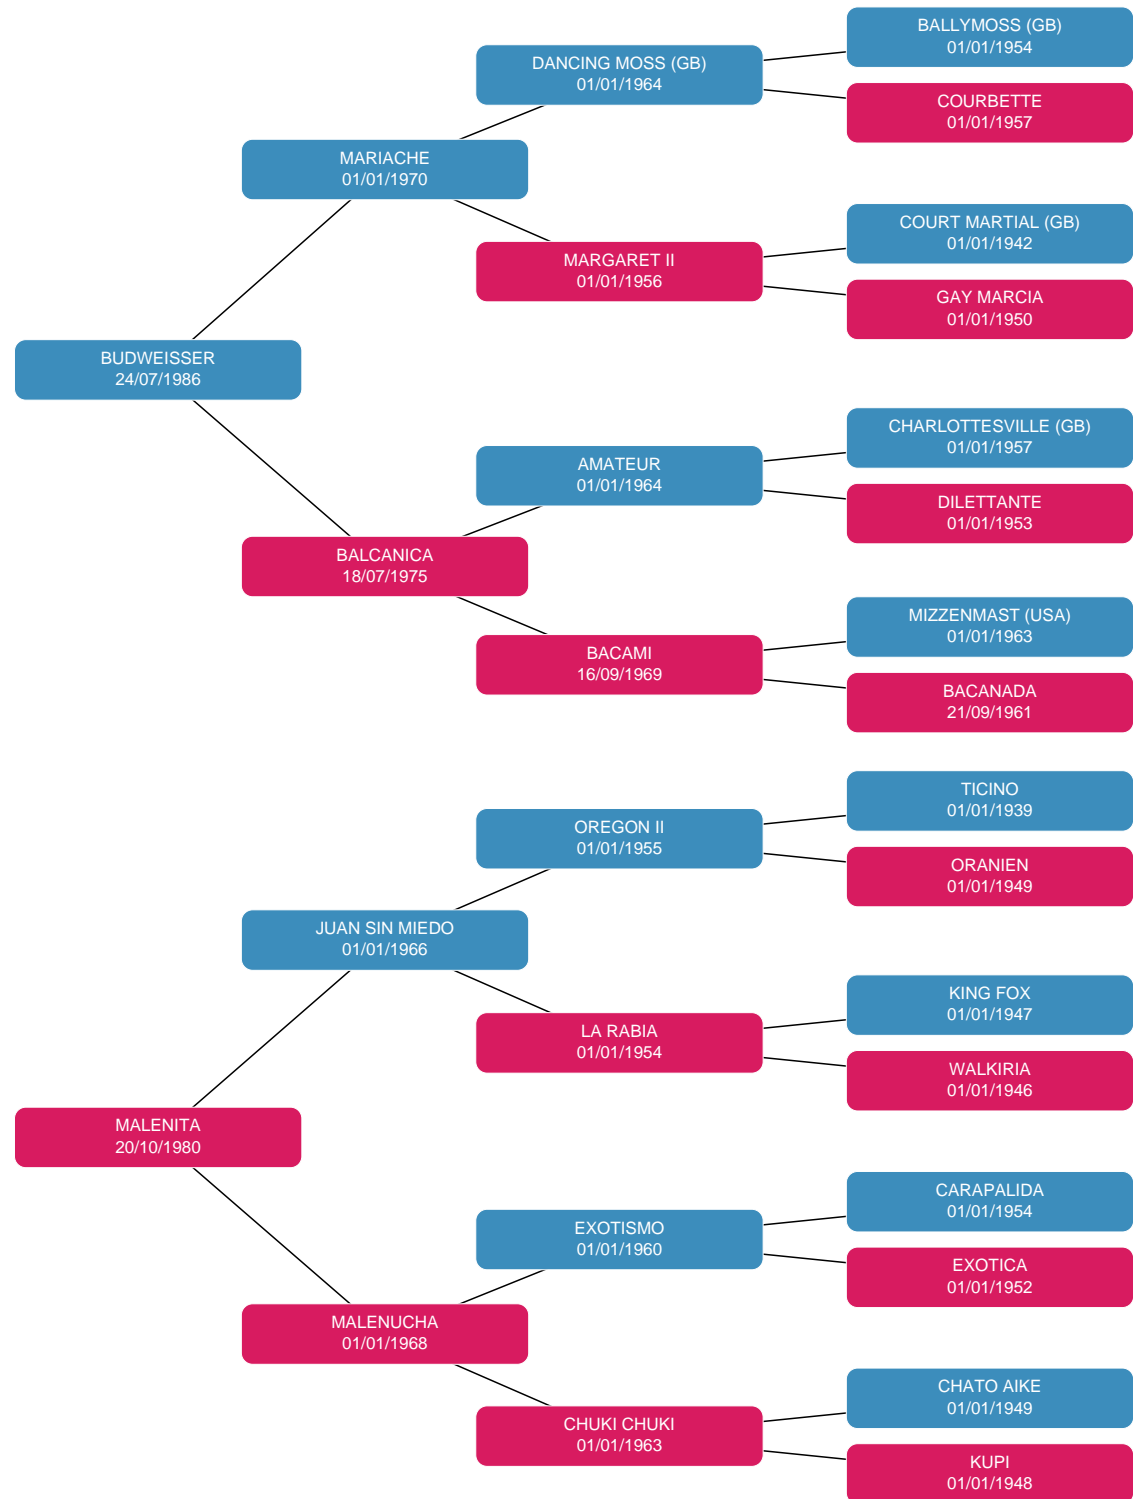 BALLYMOSS (GB)
01/01/1954
DANCING MOSS (GB)
01/01/1964
COURBETTE
01/01/1957
MARIACHE
01/01/1970
COURT MARTIAL (GB)
01/01/1942
MARGARET II
01/01/1956
GAY MARCIA
01/01/1950
BUDWEISSER
24/07/1986
CHARLOTTESVILLE (GB)
01/01/1957
AMATEUR
01/01/1964
DILETTANTE
01/01/1953
BALCANICA
18/07/1975
MIZZENMAST (USA)
01/01/1963
BACAMI
16/09/1969
BACANADA
21/09/1961
TICINO
01/01/1939
OREGON II
01/01/1955
ORANIEN
01/01/1949
JUAN SIN MIEDO
01/01/1966
KING FOX
01/01/1947
LA RABIA
01/01/1954
WALKIRIA
01/01/1946
MALENITA
20/10/1980
CARAPALIDA
01/01/1954
EXOTISMO
01/01/1960
EXOTICA
01/01/1952
MALENUCHA
01/01/1968
CHATO AIKE
01/01/1949
CHUKI CHUKI
01/01/1963
KUPI
01/01/1948